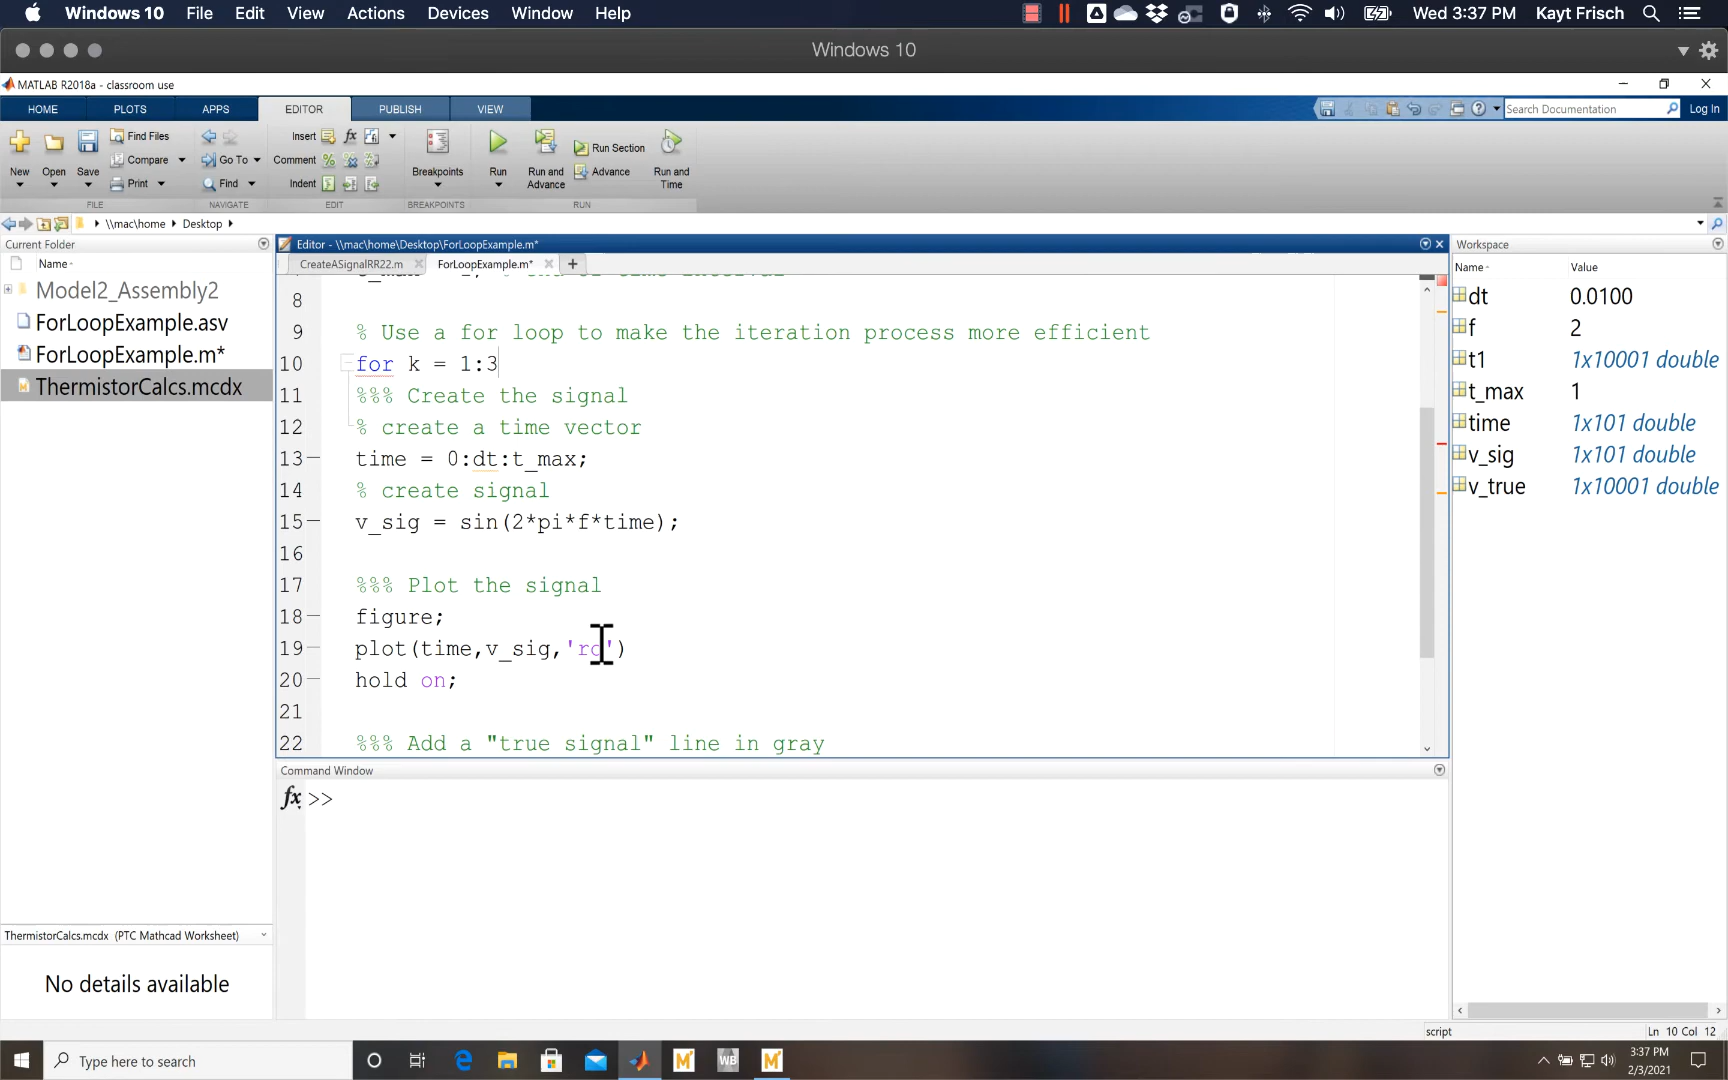 Windows 10 File Edit View Actions Devices Window Help Wed 3:37 PM Kayt Frisch
Windows 10
MATLAB R2018a - classroom use
HOME PLOTS APPS EDITOR PUBLISH VIEW Search Documentation Log In
New Open Save Find Files Compare Print
Go To Find
Insert fx
Comment %
Indent
Breakpoints Run Run and Advance Run Section Advance Run and Time
FILE NAVIGATE EDIT BREAKPOINTS RUN
\\mac\home Desktop
Current Folder
Name
Model2_Assembly2
ForLoopExample.asv
ForLoopExample.m*
ThermistorCalcs.mcdx
ThermistorCalcs.mcdx (PTC Mathcad Worksheet)
No details available
Editor - \\mac\home\Desktop\ForLoopExample.m*
CreateASignalRR22.m ForLoopExample.m* +
8
9 % Use a for loop to make the iteration process more efficient
10 for k = 1:3
11 %%% Create the signal
12 % create a time vector
13 time = 0:dt:t_max;
14 % create signal
15 v_sig = sin(2*pi*f*time);
16
17 %%% Plot the signal
18 figure;
19 plot(time,v_sig,'ro')
20 hold on;
21
22 %%% Add a "true signal" line in gray
Command Window
fx >>
Workspace
Name Value
dt 0.0100
f 2
t1 1x10001 double
t_max 1
time 1x101 double
v_sig 1x101 double
v_true 1x10001 double
script Ln 10 Col 12
Type here to search
WB
3:37 PM
2/3/2021